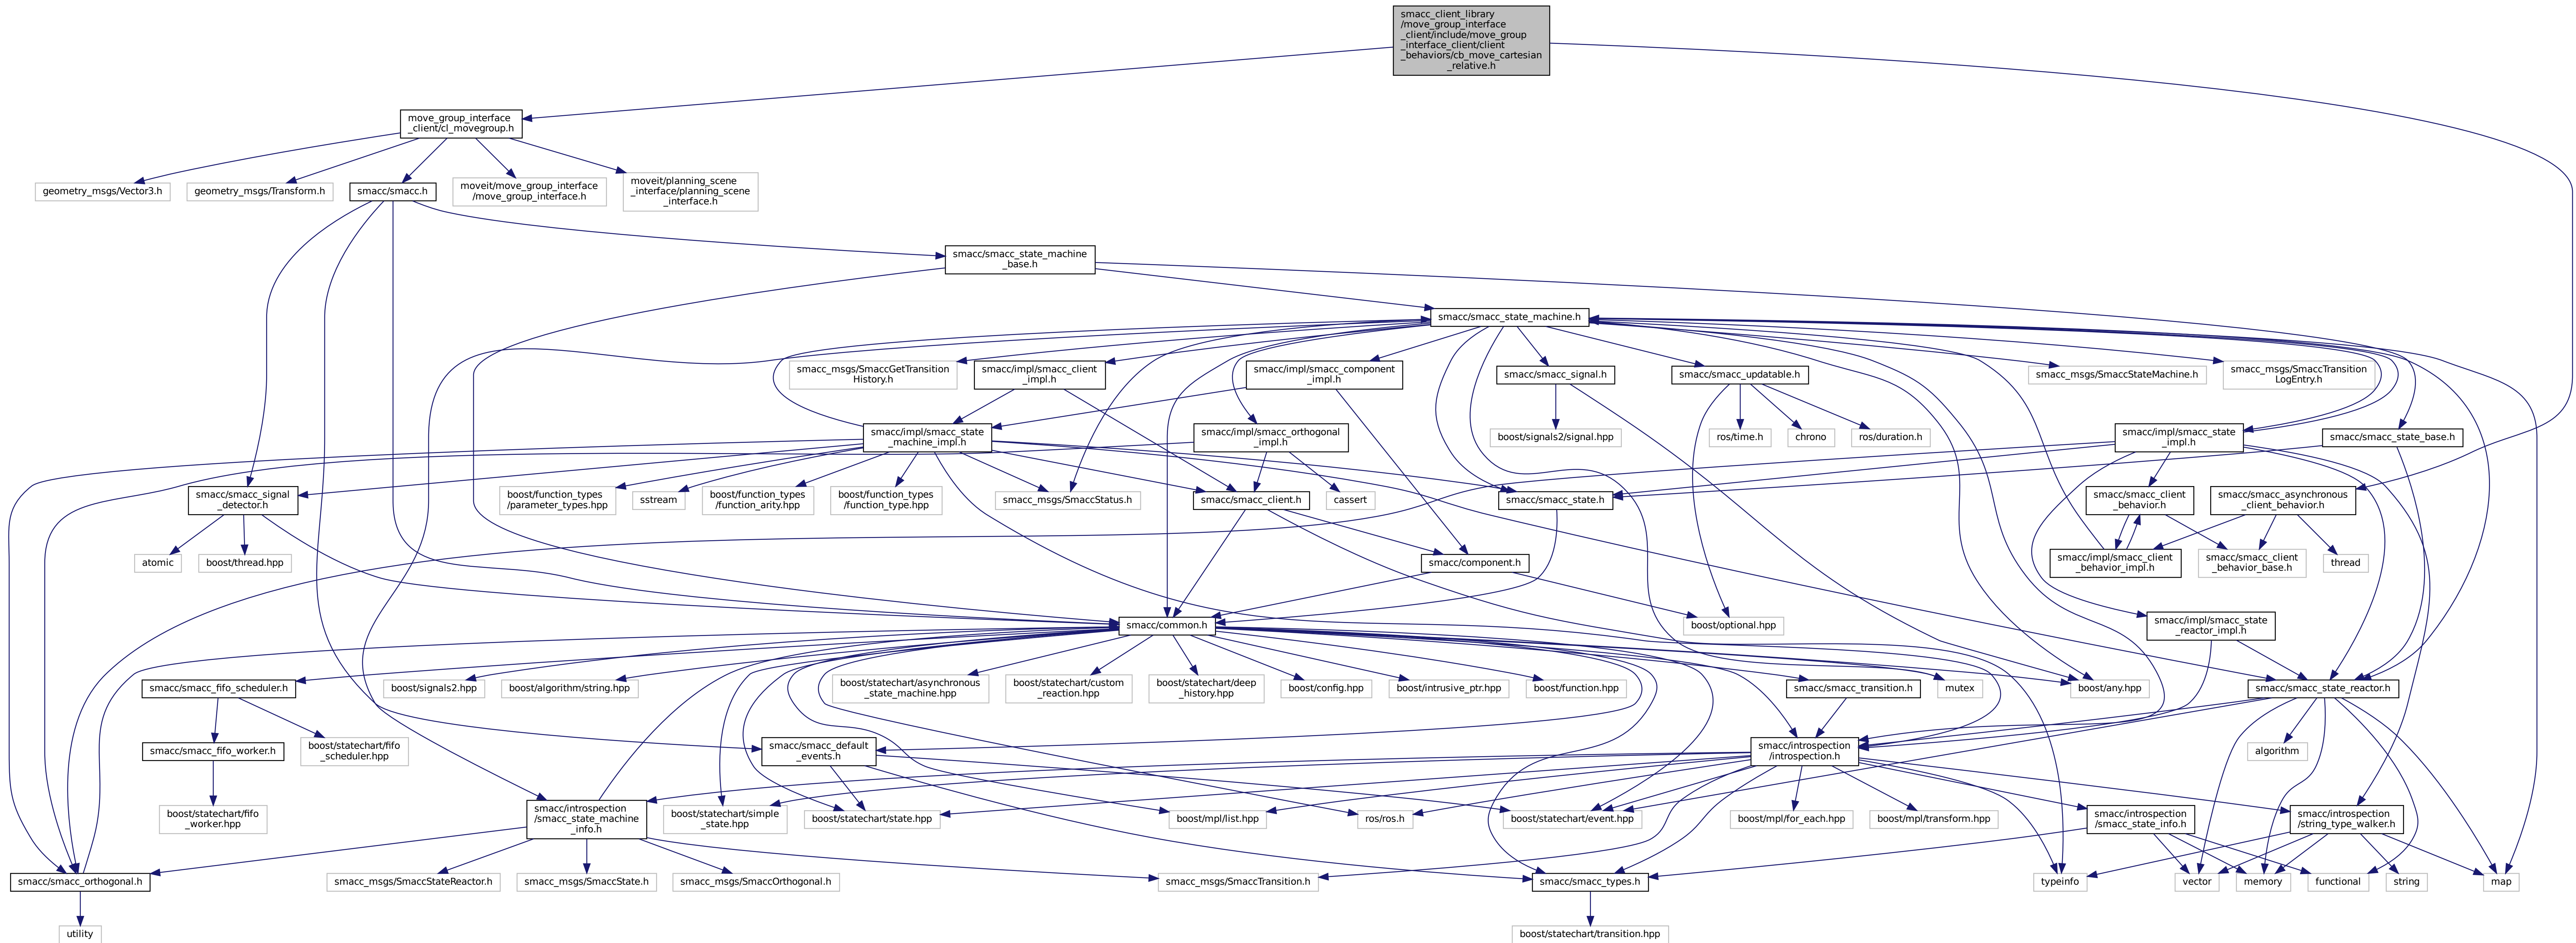 smacc_client_library
/move_group_interface
_client/include/move_group
_interface_client/client
_behaviors/cb_move_cartesian
_relative.h
move_group_interface
_client/cl_movegroup.h
geometry_msgs/Vector3.h
geometry_msgs/Transform.h
smacc/smacc.h
moveit/move_group_interface
/move_group_interface.h
moveit/planning_scene
_interface/planning_scene
_interface.h
smacc/smacc_state_machine
_base.h
smacc/smacc_state_machine.h
smacc_msgs/SmaccGetTransition
History.h
smacc/impl/smacc_client
_impl.h
smacc/impl/smacc_component
_impl.h
smacc/smacc_signal.h
smacc/smacc_updatable.h
smacc_msgs/SmaccStateMachine.h
smacc_msgs/SmaccTransition
LogEntry.h
smacc/impl/smacc_state
_machine_impl.h
smacc/impl/smacc_orthogonal
_impl.h
boost/signals2/signal.hpp
ros/time.h
chrono
ros/duration.h
smacc/impl/smacc_state
_impl.h
smacc/smacc_state_base.h
smacc/smacc_signal
_detector.h
boost/function_types
/parameter_types.hpp
sstream
boost/function_types
/function_arity.hpp
boost/function_types
/function_type.hpp
smacc_msgs/SmaccStatus.h
smacc/smacc_client.h
cassert
smacc/smacc_state.h
smacc/smacc_client
_behavior.h
smacc/smacc_asynchronous
_client_behavior.h
atomic
boost/thread.hpp
smacc/component.h
smacc/impl/smacc_client
_behavior_impl.h
smacc/smacc_client
_behavior_base.h
thread
smacc/common.h
boost/optional.hpp
smacc/impl/smacc_state
_reactor_impl.h
smacc/smacc_fifo_scheduler.h
boost/signals2.hpp
boost/algorithm/string.hpp
boost/statechart/asynchronous
_state_machine.hpp
boost/statechart/custom
_reaction.hpp
boost/statechart/deep
_history.hpp
boost/config.hpp
boost/intrusive_ptr.hpp
boost/function.hpp
smacc/smacc_transition.h
mutex
boost/any.hpp
smacc/smacc_state_reactor.h
smacc/smacc_fifo_worker.h
boost/statechart/fifo
_scheduler.hpp
smacc/smacc_default
_events.h
smacc/introspection
/introspection.h
algorithm
boost/statechart/fifo
_worker.hpp
smacc/introspection
/smacc_state_machine
_info.h
boost/statechart/simple
_state.hpp
boost/statechart/state.hpp
boost/mpl/list.hpp
ros/ros.h
boost/statechart/event.hpp
boost/mpl/for_each.hpp
boost/mpl/transform.hpp
smacc/introspection
/smacc_state_info.h
smacc/introspection
/string_type_walker.h
smacc/smacc_orthogonal.h
smacc_msgs/SmaccStateReactor.h
smacc_msgs/SmaccState.h
smacc_msgs/SmaccOrthogonal.h
smacc_msgs/SmaccTransition.h
smacc/smacc_types.h
typeinfo
vector
memory
functional
string
map
utility
boost/statechart/transition.hpp